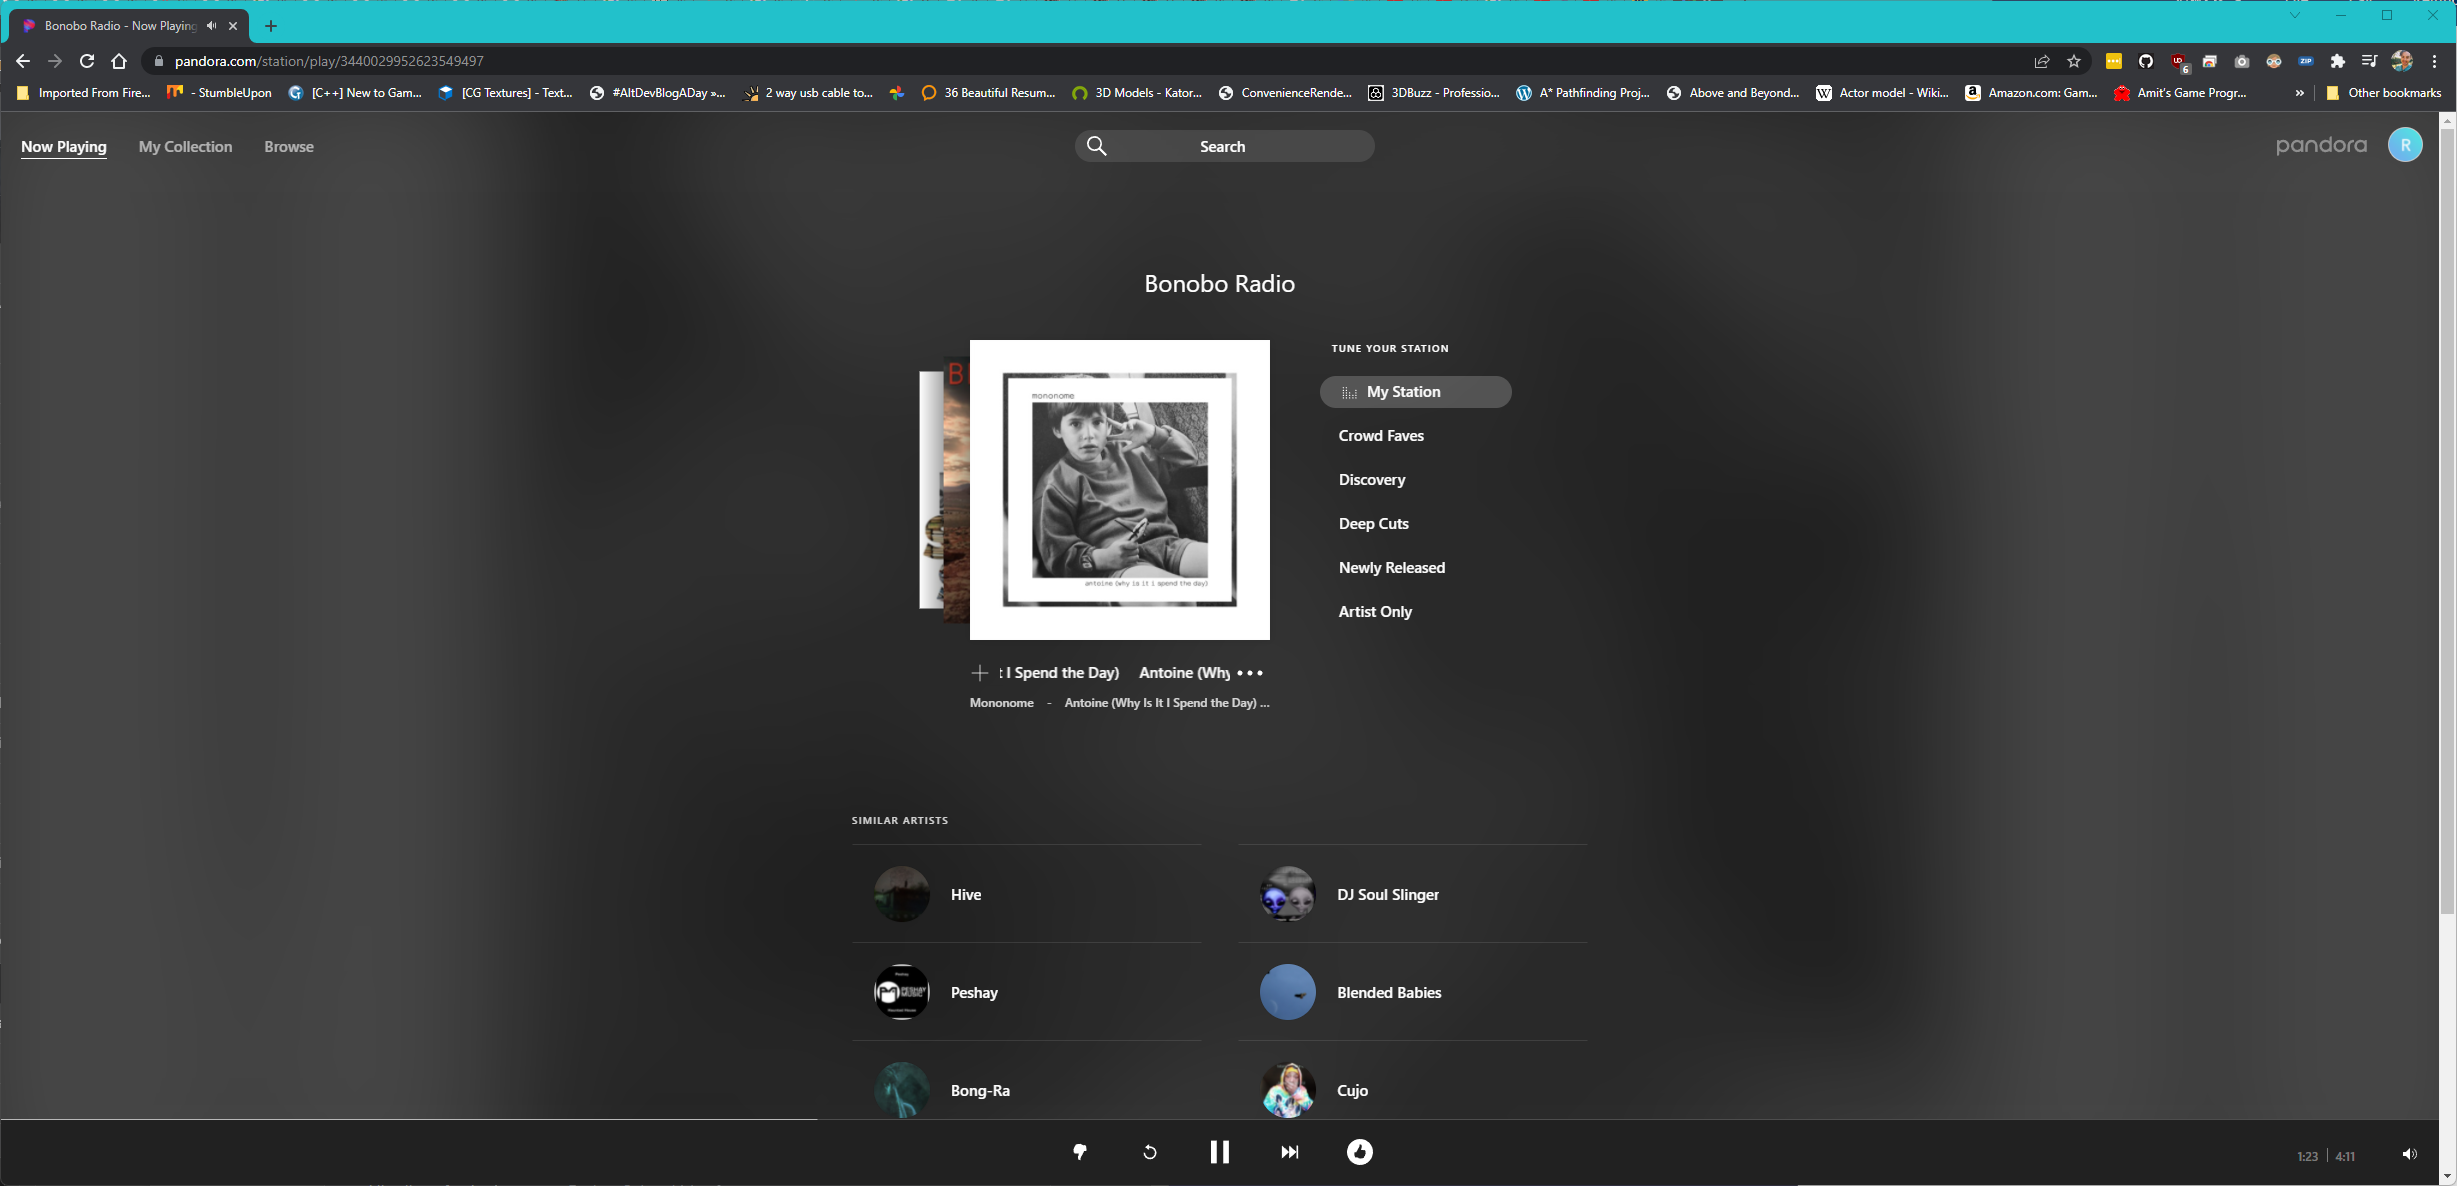 Bonobo Radio - Now Playing
pandora.com/station/play/3440029952623549497
6
ZIP
Imported From Fire...
- StumbleUpon
[C++] New to Gam...
[CG Textures] - Text...
#AltDevBlogADay »...
2 way usb cable to...
36 Beautiful Resum...
3D Models - Kator...
ConvenienceRende...
3DBuzz - Professio...
A* Pathfinding Proj...
Above and Beyond...
Actor model - Wiki...
Amazon.com: Gam...
Amit's Game Progr...
»
Other bookmarks
Now Playing
My Collection
Browse
Search
pandora
R
Bonobo Radio
mononome
antoine (why is it i spend the day)
TUNE YOUR STATION
My Station
Crowd Faves
Discovery
Deep Cuts
Newly Released
Artist Only
t I Spend the Day) Antoine (Why
Mononome - Antoine (Why Is It I Spend the Day) ...
SIMILAR ARTISTS
Hive
DJ Soul Slinger
Peshay
Blended Babies
Bong-Ra
Cujo
1:23 | 4:11